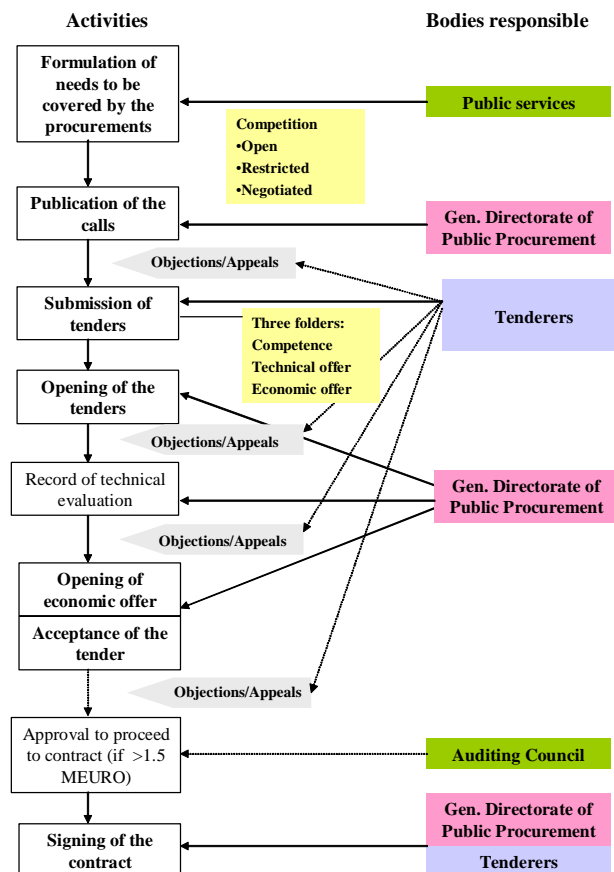 Activities
Bodies responsible
Formulation of
needs to be
covered by the
procurements
Public services
Competition
•Open
•Restricted
•Negotiated
Publication of the
calls
Gen. Directorate of
Public Procurement
Objections/Appeals
Submission of
tenders
Tenderers
Three folders:
Competence
Technical offer
Economic offer
Opening of the
tenders
Objections/Appeals
Record of technical
evaluation
Gen. Directorate of
Public Procurement
Objections/Appeals
Opening of
economic offer
Acceptance of the
tender
Objections/Appeals
Approval to proceed
to contract (if  >1.5
MEURO)
Auditing Council
Gen. Directorate of
Public Procurement
Signing of the
contract
Tenderers